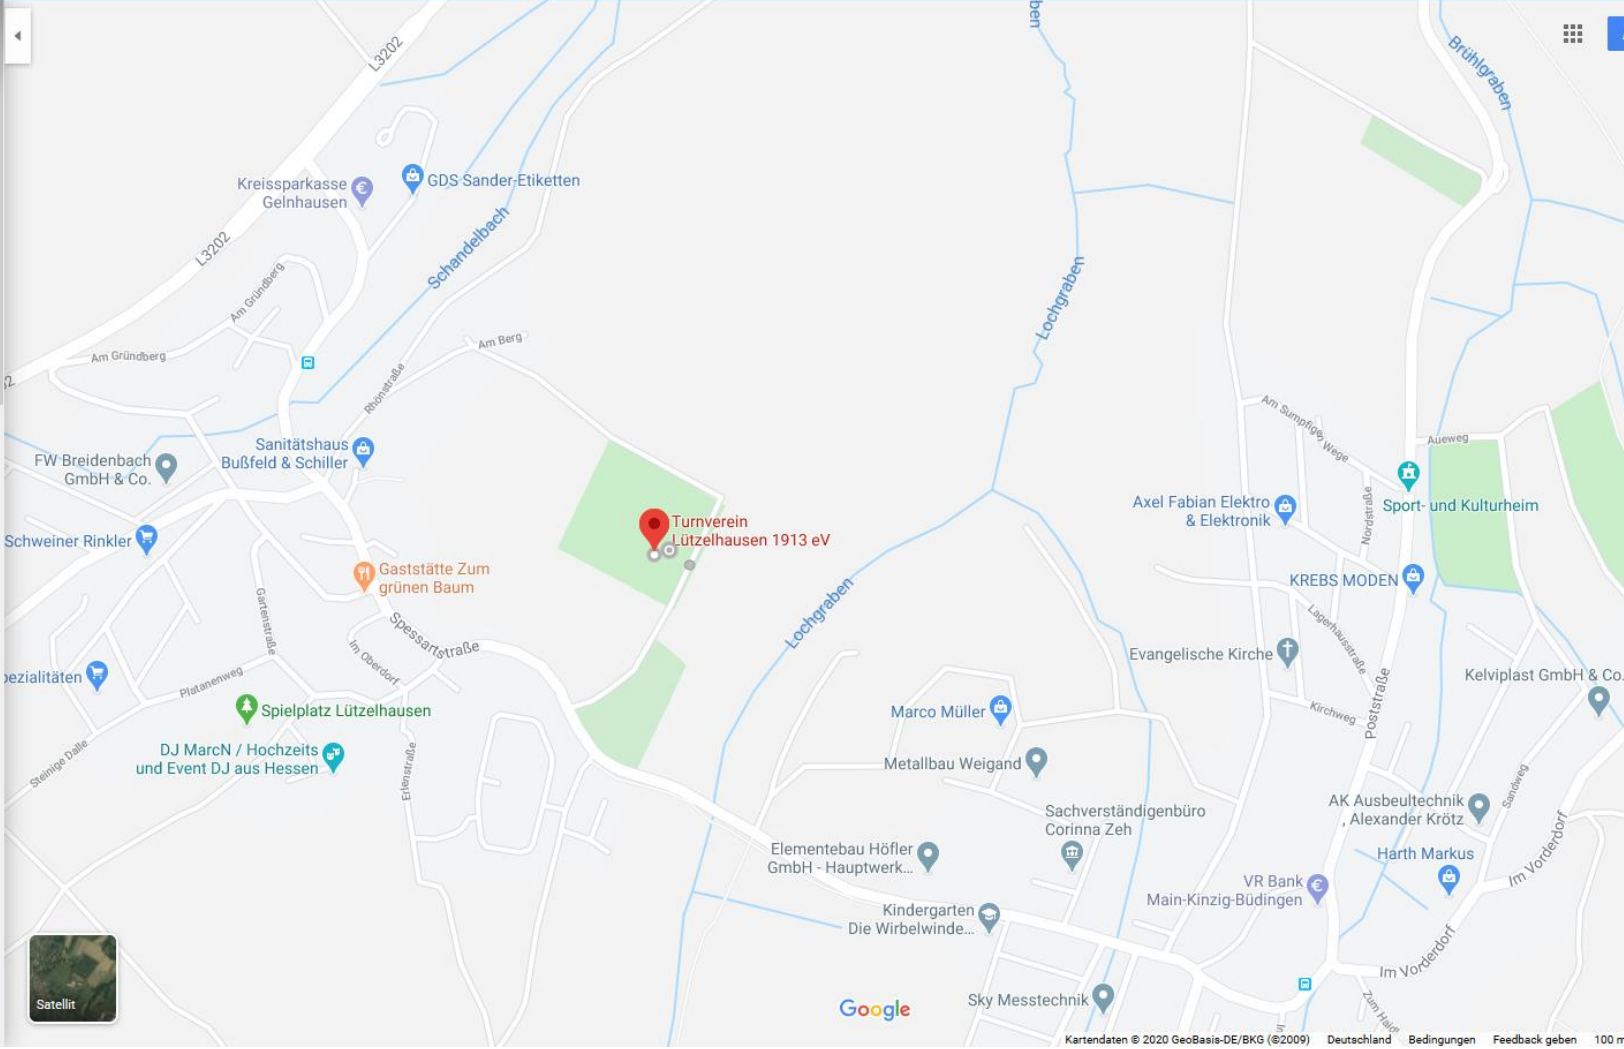 ben
Brühlgraben
L3202
Kreissparkasse
Gelnhausen
GDS Sander-Etiketten
L3202
Schandelbach
Lochgraben
Am Gründberg
Am Gründberg
Am Berg
Rhönstraße
Am Sumpfigen Wege
Aueweg
Sanitätshaus
Bußfeld & Schiller
FW Breidenbach
GmbH & Co.
Axel Fabian Elektro
& Elektronik
Nordstraße
Sport- und Kulturheim
Turnverein
Lützelhausen 1913 eV
Schweiner Rinkler
Gaststätte Zum
grünen Baum
KREBS MODEN
Lochgraben
Gartenstraße
Spessartstraße
Im Oberdorf
Lagerhausstraße
Evangelische Kirche
pezialitäten
Platanenweg
Kelviplast GmbH & Co.
Poststraße
Spielplatz Lützelhausen
Marco Müller
Kirchweg
DJ MarcN / Hochzeits
und Event DJ aus Hessen
Steinige Dalle
Erlenstraße
Metallbau Weigand
Sandweg
AK Ausbeultechnik
, Alexander Krötz
Sachverständigenbüro
Corinna Zeh
Elementebau Höfler
GmbH - Hauptwerk...
Harth Markus
Im Vorderdorf
VR Bank
Main-Kinzig-Büdingen
Kindergarten
Die Wirbelwinde...
Im Vorderdorf
Satellit
Google
Sky Messtechnik
Kartendaten © 2020 GeoBasis-DE/BKG (©2009) Deutschland Bedingungen Feedback geben 100 m